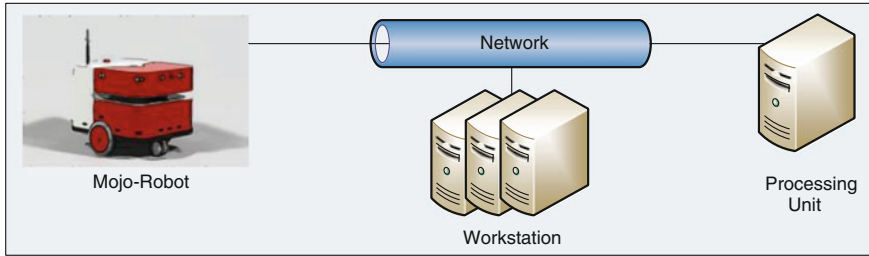 Network
Mojo-Robot
Workstation
Processing
Unit